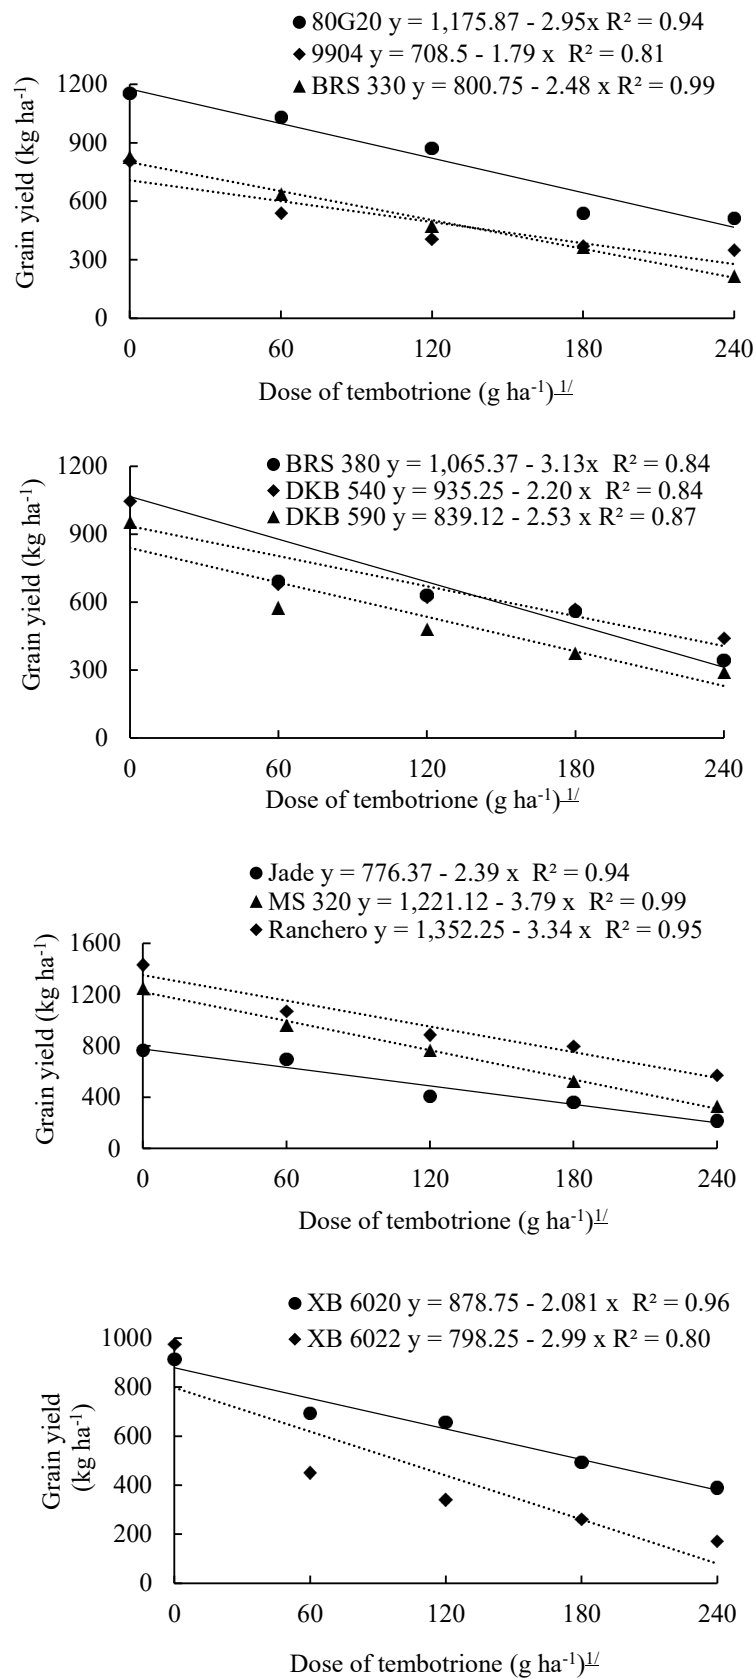 80G20 y = 1,175.87 - 2.95x R² = 0.94
9904 y = 708.5 - 1.79 x R² = 0.81
BRS 330 y = 800.75 - 2.48 x R² = 0.99
Grain yield (kg ha⁻¹)
1200
900
600
300
0
0 60 120 180 240
Dose of tembotrione (g ha⁻¹) 1/
BRS 380 y = 1,065.37 - 3.13x R² = 0.84
DKB 540 y = 935.25 - 2.20 x R² = 0.84
DKB 590 y = 839.12 - 2.53 x R² = 0.87
Grain yield (kg ha⁻¹)
1200
900
600
300
0
0 60 120 180 240
Dose of tembotrione (g ha⁻¹) 1/
Jade y = 776.37 - 2.39 x R² = 0.94
MS 320 y = 1,221.12 - 3.79 x R² = 0.99
Ranchero y = 1,352.25 - 3.34 x R² = 0.95
Grain yield (kg ha⁻¹)
1600
1200
800
400
0
0 60 120 180 240
Dose of tembotrione (g ha⁻¹)1/
XB 6020 y = 878.75 - 2.081 x R² = 0.96
XB 6022 y = 798.25 - 2.99 x R² = 0.80
Grain yield
(kg ha⁻¹)
1000
800
600
400
200
0
0 60 120 180 240
Dose of tembotrione (g ha⁻¹)1/